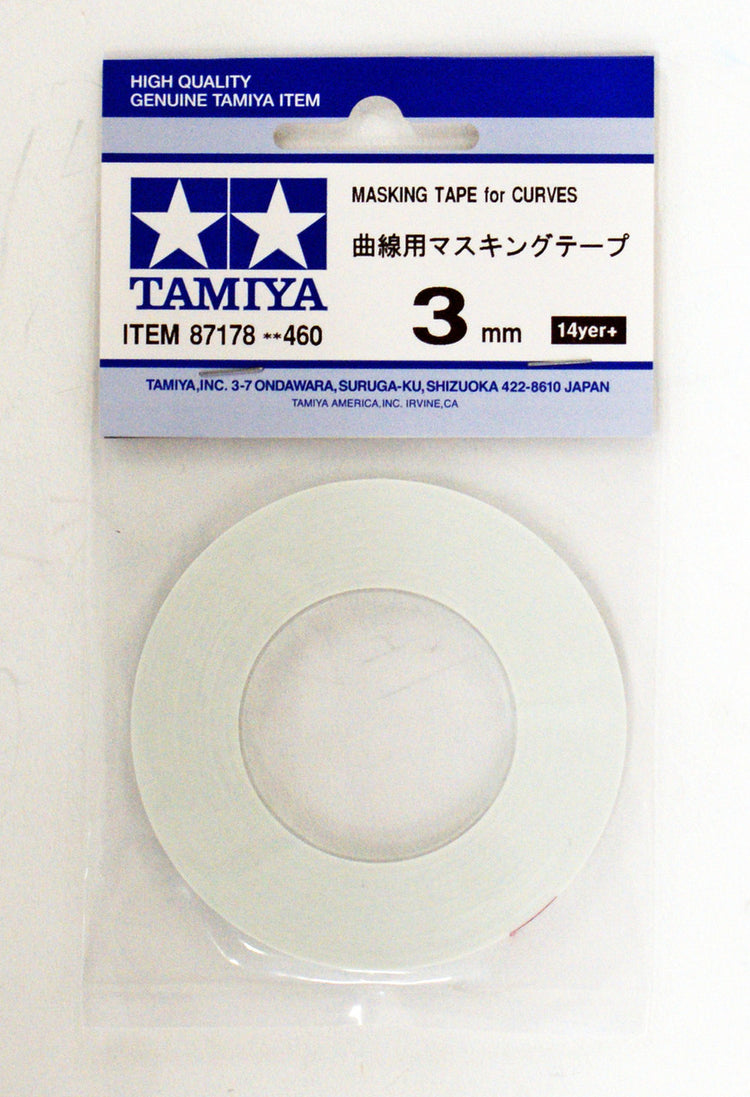 HIGH QUALITY
GENUINE TAMIYA ITEM
MASKING TAPE for CURVES
曲線用マスキングテープ
TAMIYA
3 mm
14yer+
ITEM 87178 **460
TAMIYA,INC. 3-7 ONDAWARA, SURUGA-KU, SHIZUOKA 422-8610 JAPAN
TAMIYA AMERICA,INC. IRVINE,CA